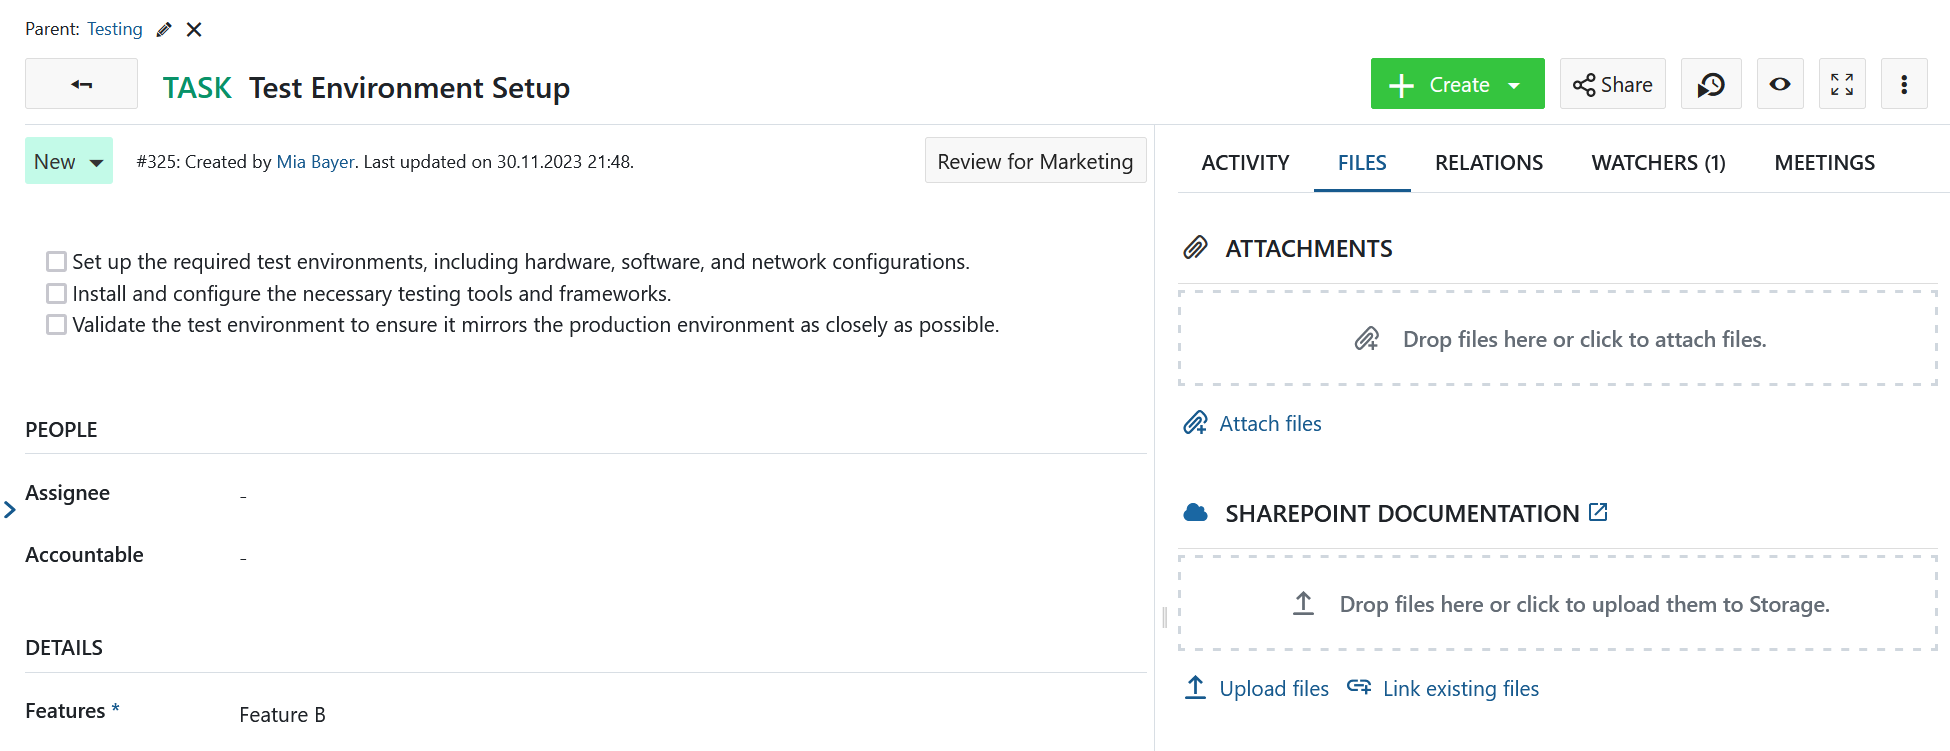 Parent: Testing
TASK Test Environment Setup
Create
Share
New
#325: Created by Mia Bayer. Last updated on 30.11.2023 21:48.
Review for Marketing
Set up the required test environments, including hardware, software, and network configurations.
Install and configure the necessary testing tools and frameworks.
Validate the test environment to ensure it mirrors the production environment as closely as possible.
PEOPLE
Assignee -
Accountable -
DETAILS
Features * Feature B
ACTIVITY FILES RELATIONS WATCHERS (1) MEETINGS
ATTACHMENTS
Drop files here or click to attach files.
Attach files
SHAREPOINT DOCUMENTATION
Drop files here or click to upload them to Storage.
Upload files Link existing files